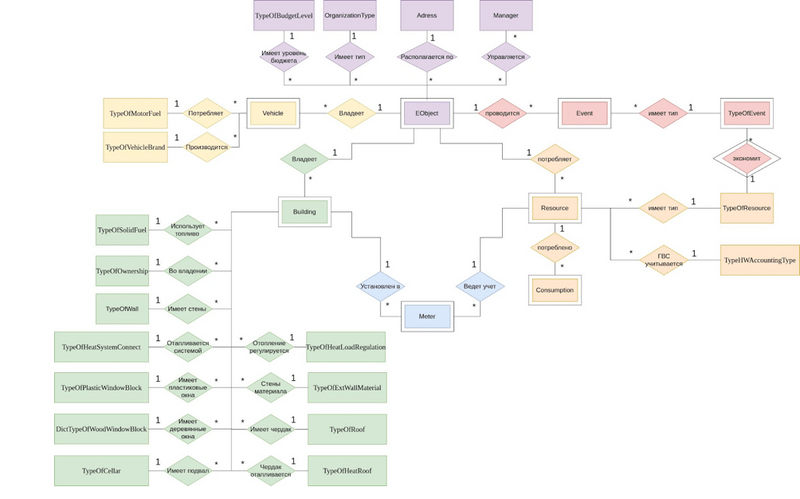 TypeOfBudgetLevel
OrganizationType
Adress
Manager
1
1
1
*
Имеет уровень
бюджета
Имеет тип
Располагается по
Управляется
*
*
*
*
TypeOfMotorFuel
1
Потребляет
*
Vehicle
*
Владеет
1
EObject
1
проводится
*
Event
*
имеет тип
1
TypeOfEvent
TypeOfVehicleBrand
1
Производится
*
*
экономит
1
Владеет
1
*
1
потребляет
*
Building
Resource
*
имеет тип
1
TypeOfResource
TypeOfSolidFuel
1
Использует
топливо
*
1
потреблено
*
*
ГВС
учитывается
1
TypeHWAccountingType
TypeOfOwnership
1
Во владении
*
1
Установлен в
*
1
Ведет учет
*
Consumption
TypeOfWall
1
Имеет стены
*
Meter
TypeOfHeatSystemConnect
1
Отапливается
системой
*
*
Отопление
регулируется
1
TypeOfHeatLoadRegulation
TypeOfPlasticWindowBlock
1
Имеет
пластиковые
окна
*
*
Стены
материала
1
TypeOfExtWallMaterial
DictTypeOfWoodWindowBlock
1
Имеет
деревянные
окна
*
*
Имеет чердак
1
TypeOfRoof
TypeOfCellar
1
Имеет подвал
*
*
Чердак
отапливается
1
TypeOfHeatRoof